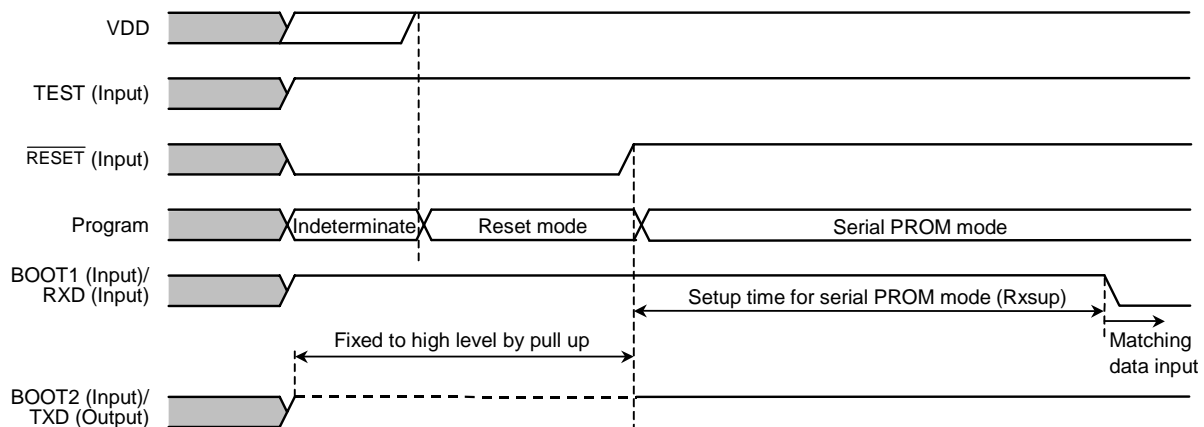 VDD
TEST (Input)
RESET (Input)
Program
Indeterminate
Reset mode
Serial PROM mode
BOOT1 (Input)/
RXD (Input)
Setup time for serial PROM mode (Rxsup)
Fixed to high level by pull up
Matching
data input
BOOT2 (Input)/
TXD (Output)